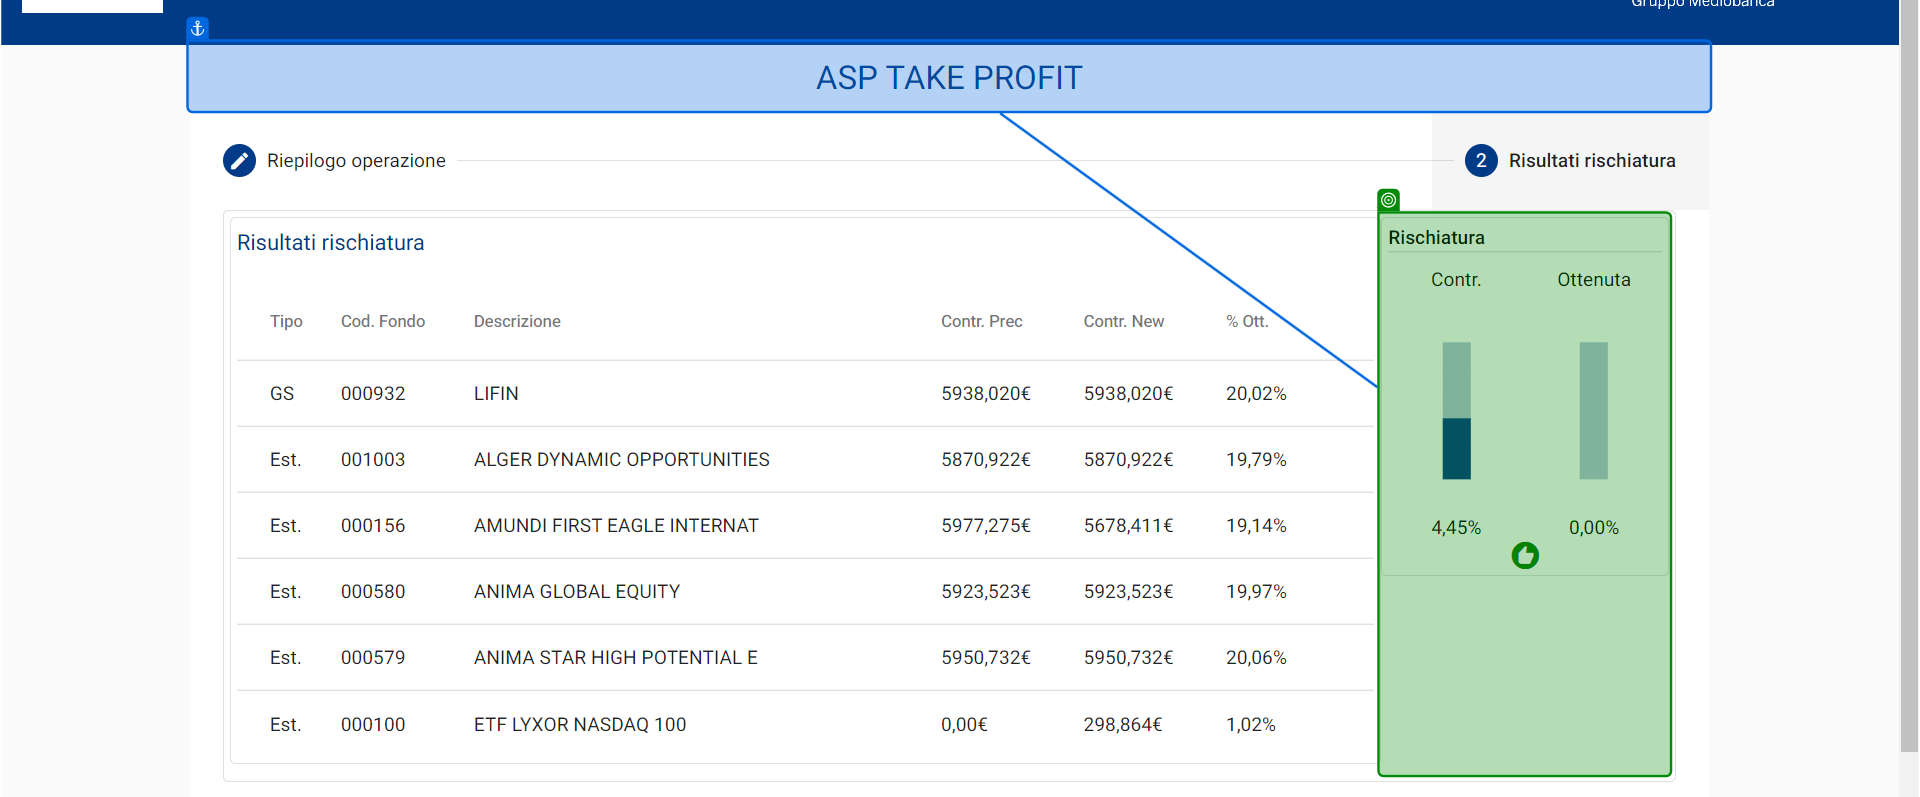 Gruppo Mediobanca
ASP TAKE PROFIT
Riepilogo operazione
2 Risultati rischiatura
Risultati rischiatura
Tipo Cod. Fondo Descrizione Contr. Prec Contr. New % Ott.
GS 000932 LIFIN 5938,020€ 5938,020€ 20,02%
Est. 001003 ALGER DYNAMIC OPPORTUNITIES 5870,922€ 5870,922€ 19,79%
Est. 000156 AMUNDI FIRST EAGLE INTERNAT 5977,275€ 5678,411€ 19,14%
Est. 000580 ANIMA GLOBAL EQUITY 5923,523€ 5923,523€ 19,97%
Est. 000579 ANIMA STAR HIGH POTENTIAL E 5950,732€ 5950,732€ 20,06%
Est. 000100 ETF LYXOR NASDAQ 100 0,00€ 298,864€ 1,02%
Rischiatura
Contr. Ottenuta
4,45% 0,00%